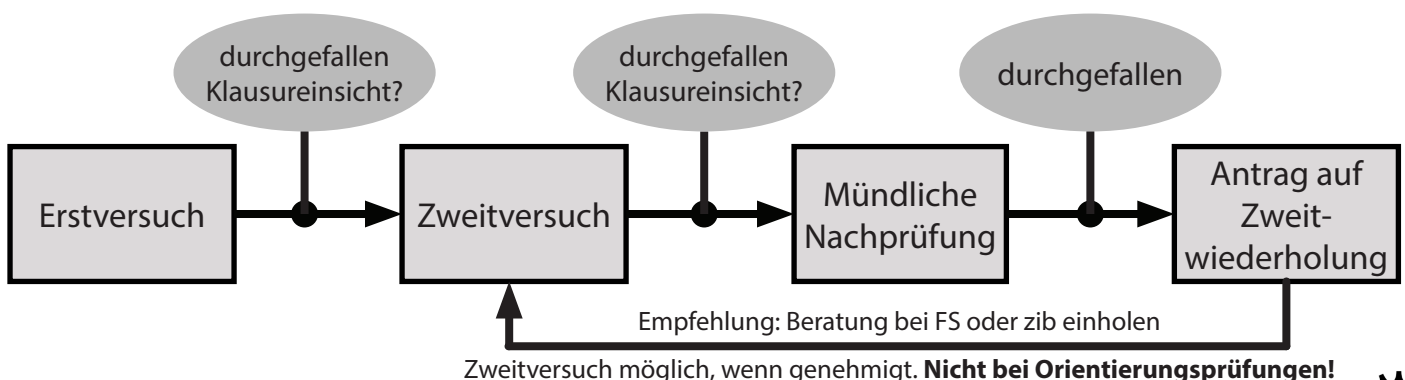 durchgefallen
Klausureinsicht?
durchgefallen
Klausureinsicht?
durchgefallen
Erstversuch
Zweitversuch
Mündliche
Nachprüfung
Antrag auf
Zweit-
wiederholung
Empfehlung: Beratung bei FS oder zib einholen
Zweitversuch möglich, wenn genehmigt. Nicht bei Orientierungsprüfungen!